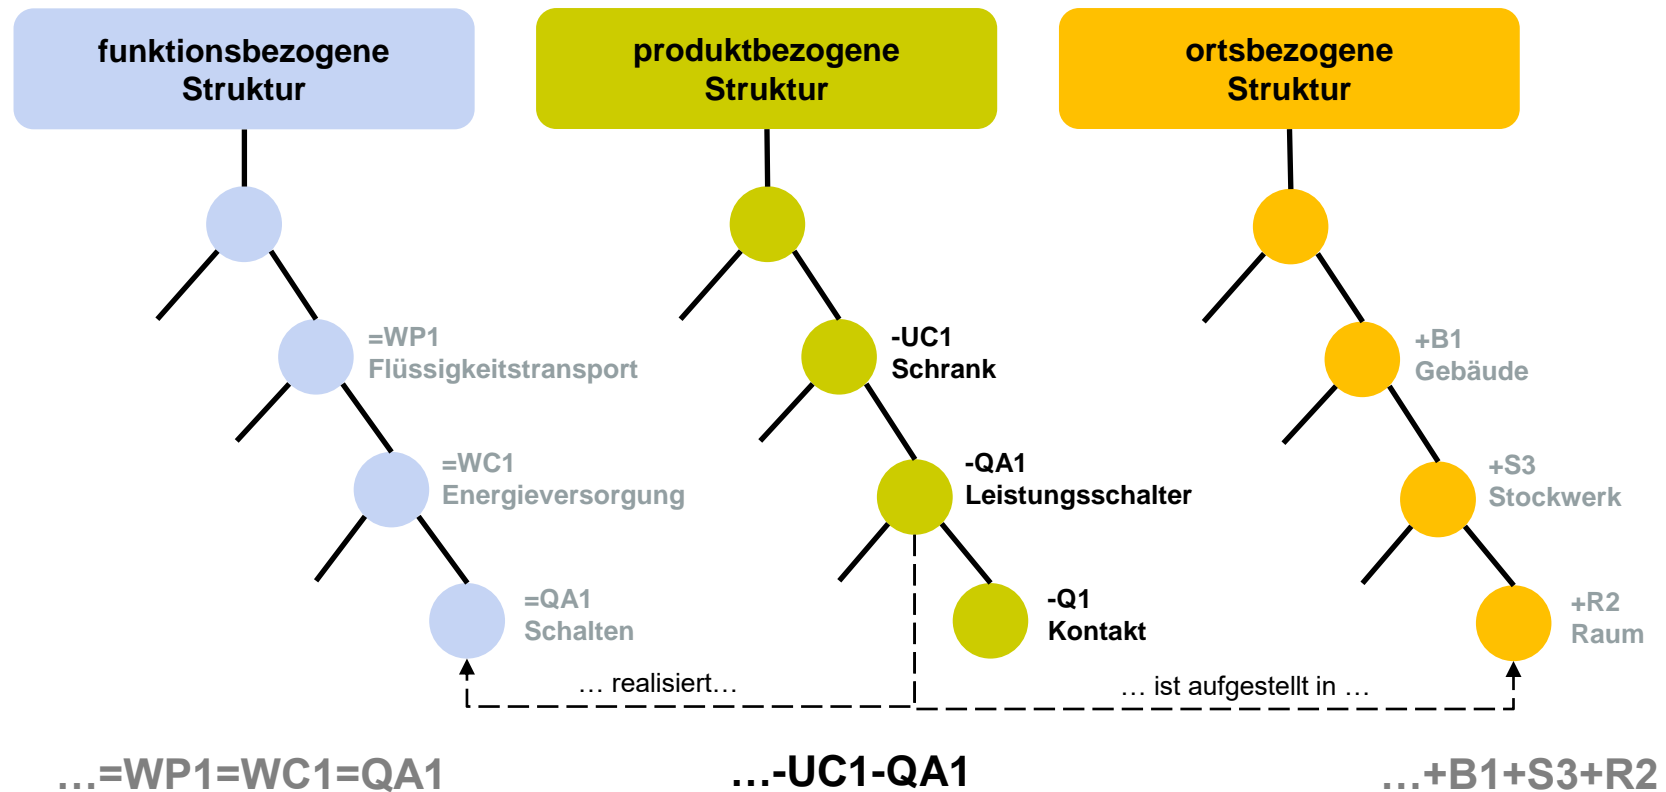 funktionsbezogene
Struktur
produktbezogene
Struktur
ortsbezogene
Struktur
=WP1
Flüssigkeitstransport
-UC1
Schrank
+B1
Gebäude
=WC1
Energieversorgung
-QA1
Leistungsschalter
+S3
Stockwerk
=QA1
Schalten
-Q1
Kontakt
+R2
Raum
… realisiert…
… ist aufgestellt in …
…=WP1=WC1=QA1
…-UC1-QA1
…+B1+S3+R2